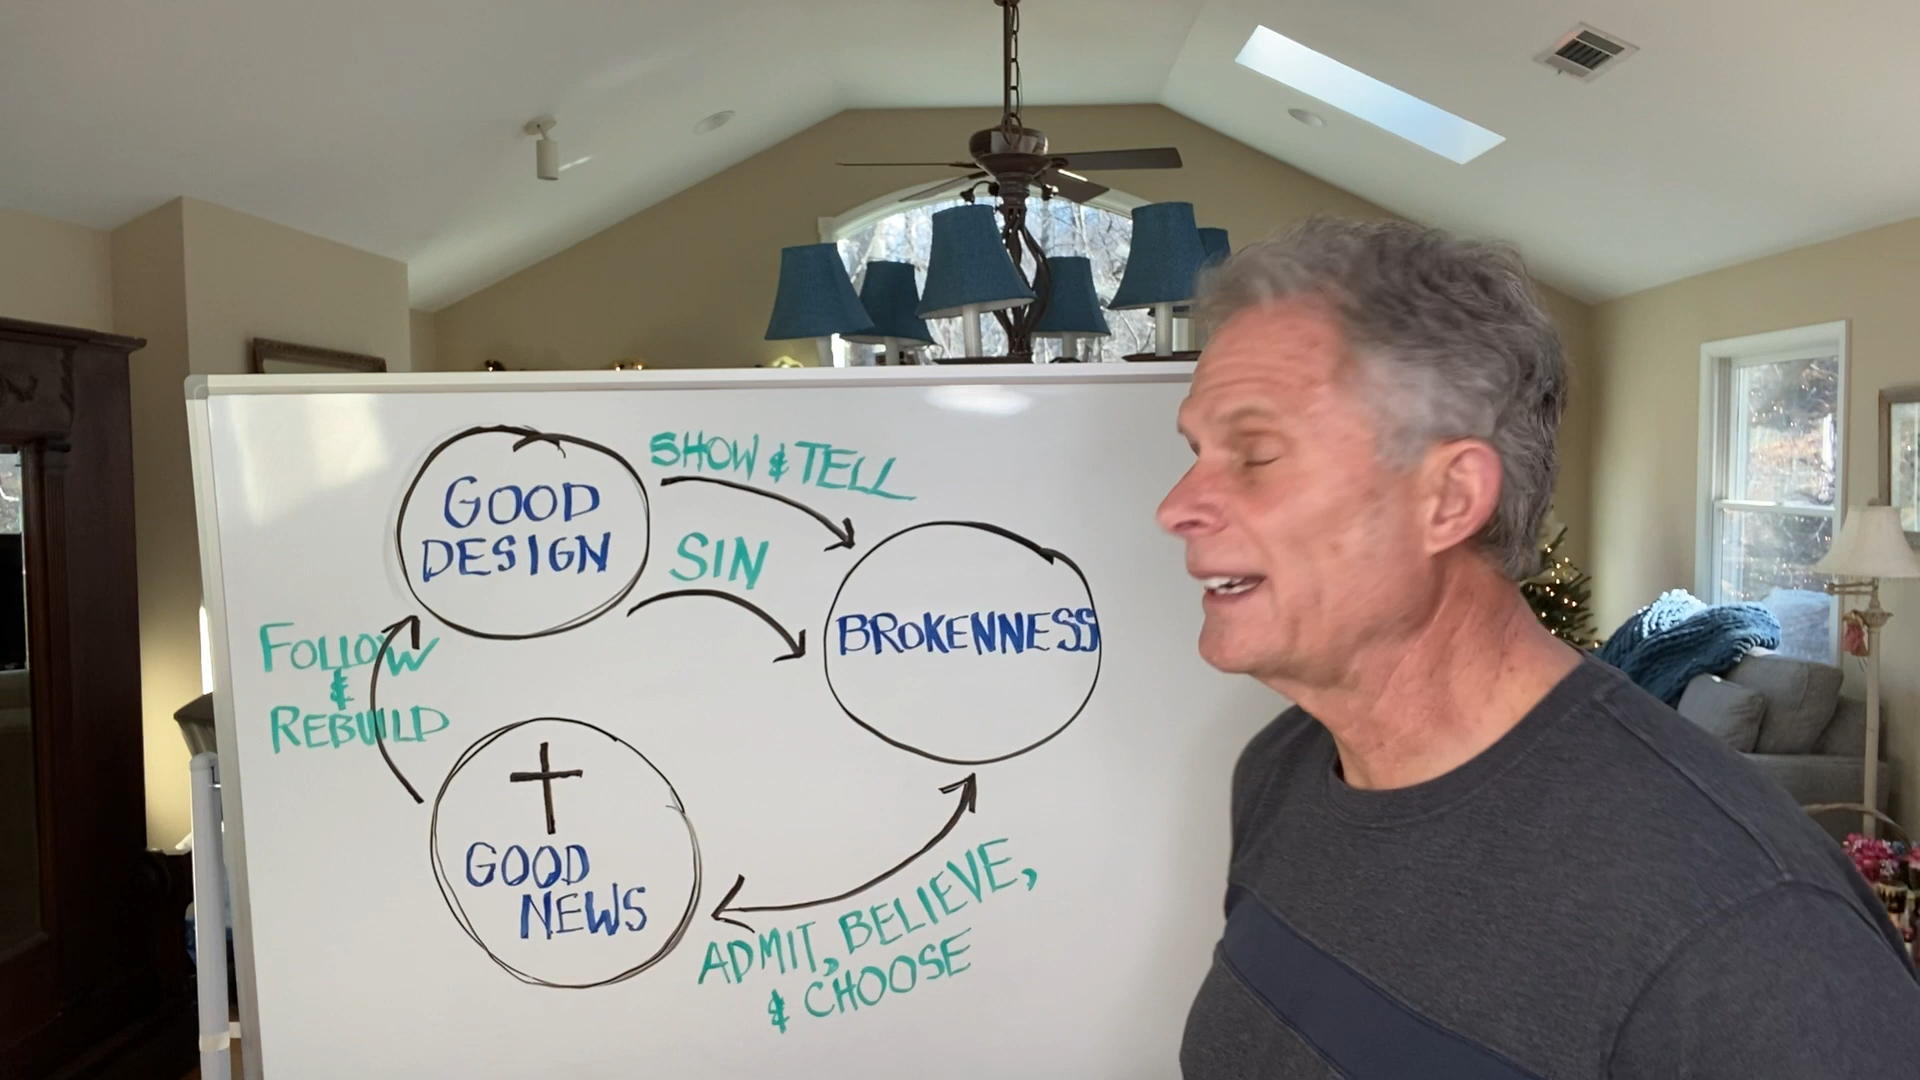 GOOD
DESIGN
SHOW & TELL
SIN
BROKENNESS
FOLLOW
&
REBUILD
GOOD
NEWS
ADMIT, BELIEVE,
& CHOOSE